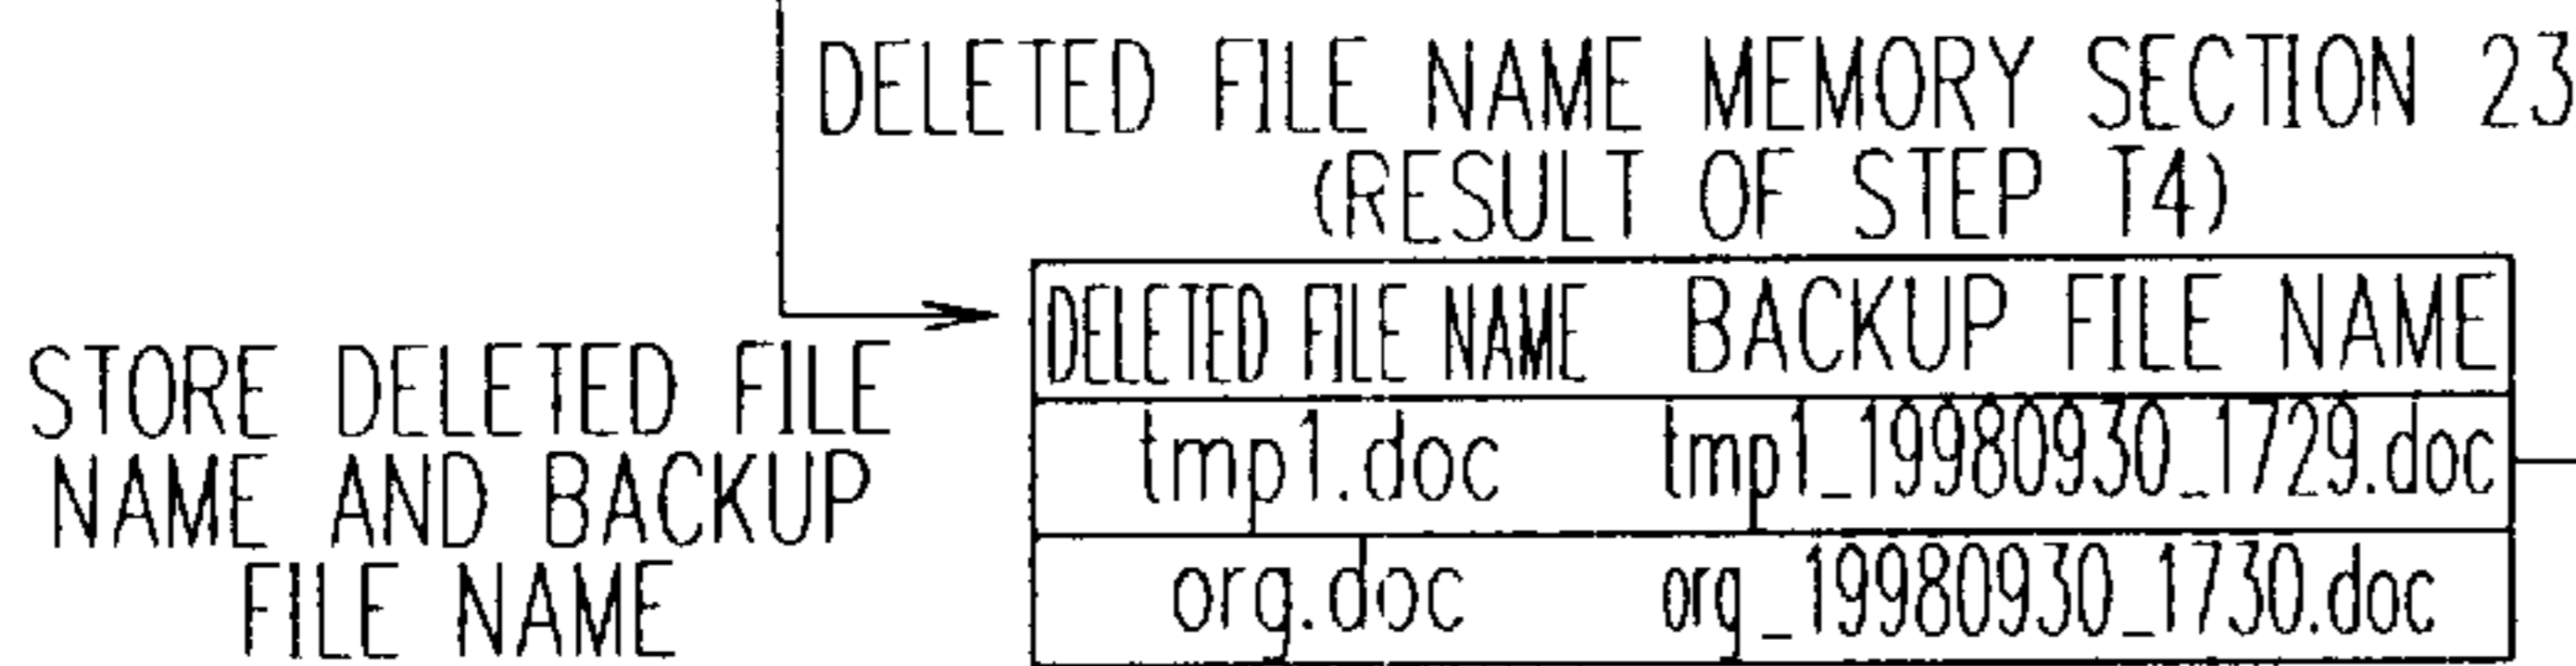 DELETED FILE NAME MEMORY SECTION 23
(RESULT OF STEP T4)
DELETED FILE NAME BACKUP FILE NAME
tmp1.doc tmp1_19980930_1729.doc
org.doc org_19980930_1730.doc
STORE DELETED FILE
NAME AND BACKUP
FILE NAME